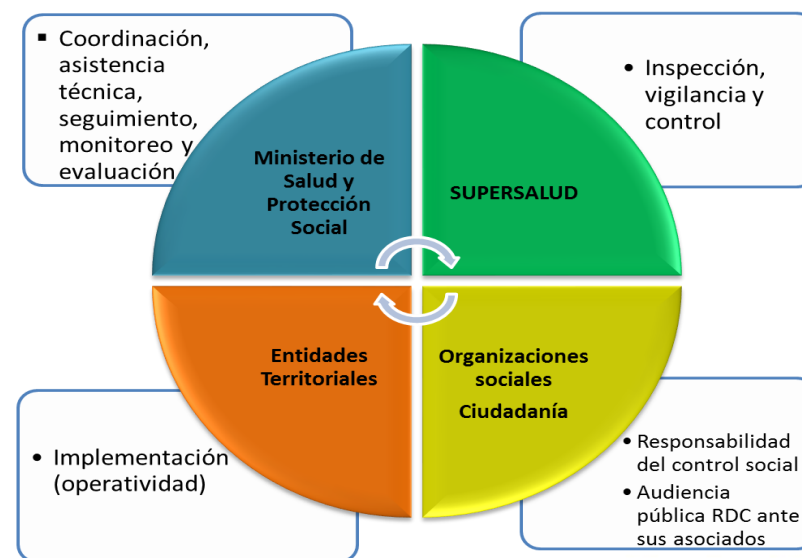 ▪ Coordinación,
asistencia
técnica,
seguimiento,
monitoreo y
evaluación
Ministerio de
Salud y
Protección
Social
SUPERSALUD
• Inspección,
vigilancia y
control
Entidades
Territoriales
• Implementación
(operatividad)
Organizaciones
sociales
Ciudadanía
• Responsabilidad
del control social
• Audiencia
pública RDC ante
sus asociados